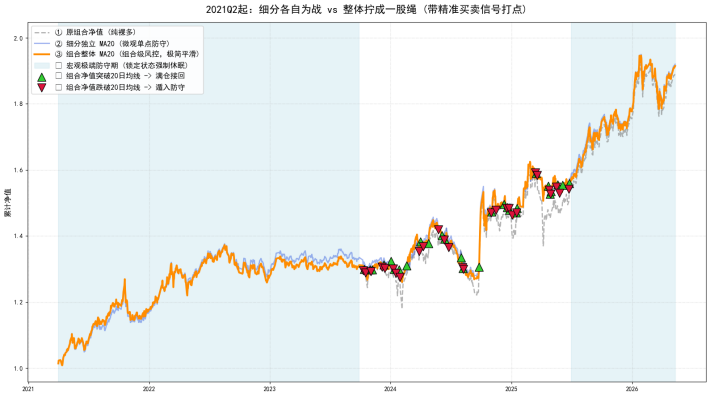 2021Q2起: 细分各自为战 vs 整体拧成一股绳 (带精准买卖信号打点)
① 原组合净值 (纯裸多)
② 细分独立 MA20 (微观单点防守)
③ 组合整体 MA20 (组合级风控，极简平滑)
□ 宏观极端防守期 (锁定状态强制休眠)
□ 组合净值突破20日均线 -> 满仓接回
□ 组合净值跌破20日均线 -> 遁入防守
累计净值
1.8
1.6
1.4
1.2
1.0
2021
2022
2023
2024
2025
2026